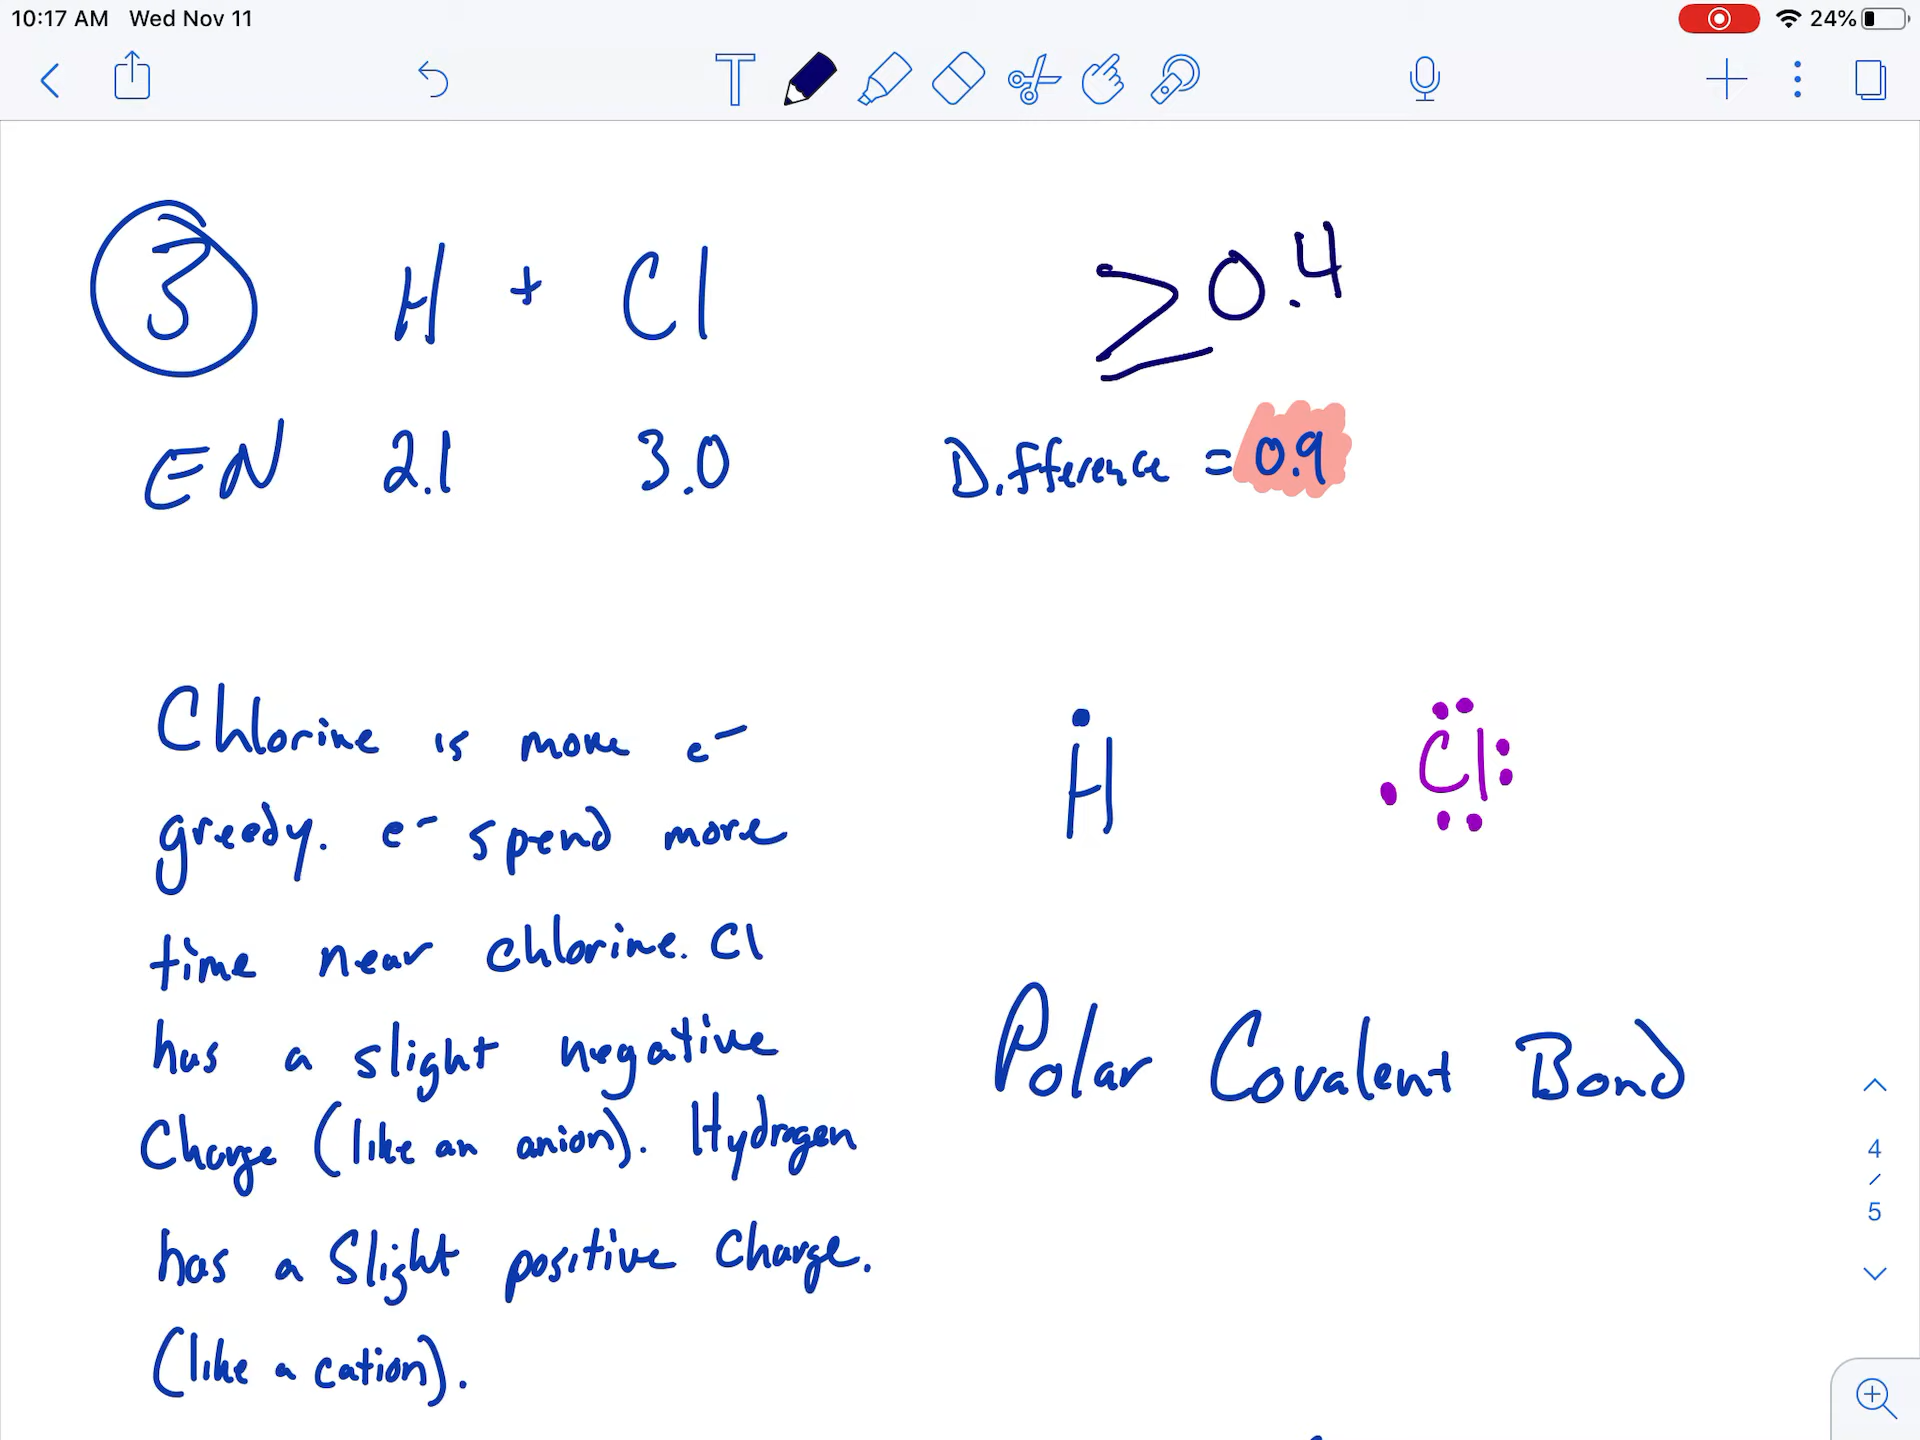 10:17 AM Wed Nov 11
24%
T
3 H + Cl
≥0.4
EN 2.1 3.0 Difference = 0.9
Chlorine is more e⁻
greedy. e⁻ spend more
time near chlorine. Cl
has a slight negative
Charge (like an anion). Hydrogen
has a Slight positive Charge.
(like a cation).
H Cl
Polar Covalent Bond
4
/
5